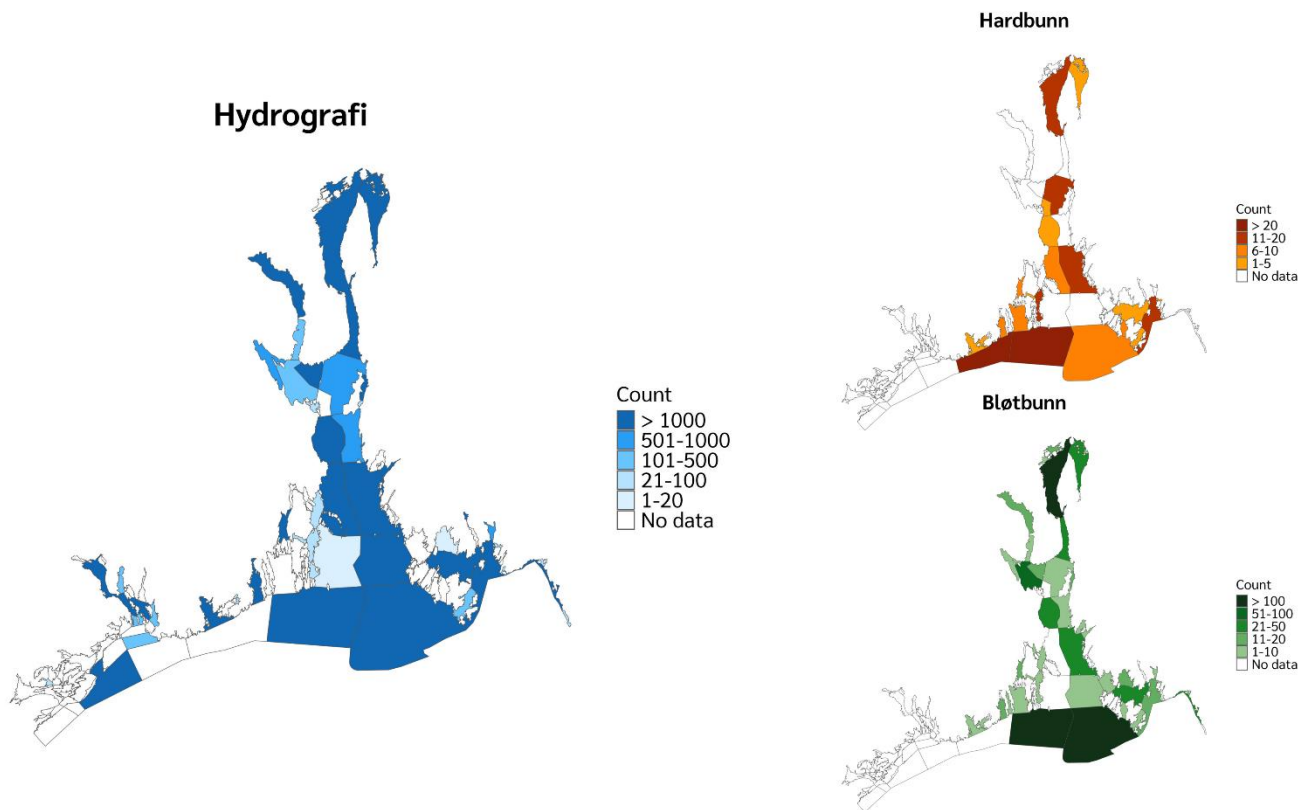 Hydrografi
Count
> 1000
501-1000
101-500
21-100
1-20
No data
Hardbunn
Count
> 20
11-20
6-10
1-5
No data
Bløtbunn
Count
> 100
51-100
21-50
11-20
1-10
No data